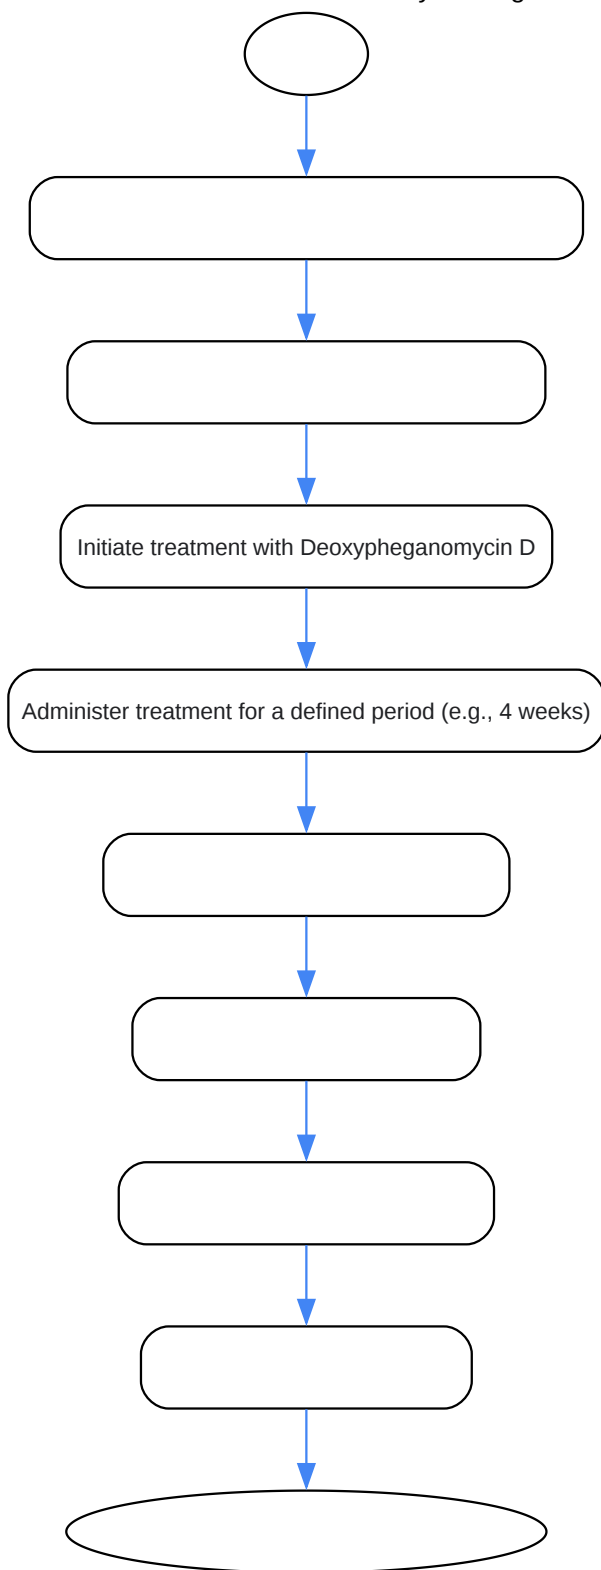 Initiate treatment with Deoxypheganomycin D
Administer treatment for a defined period (e.g., 4 weeks)